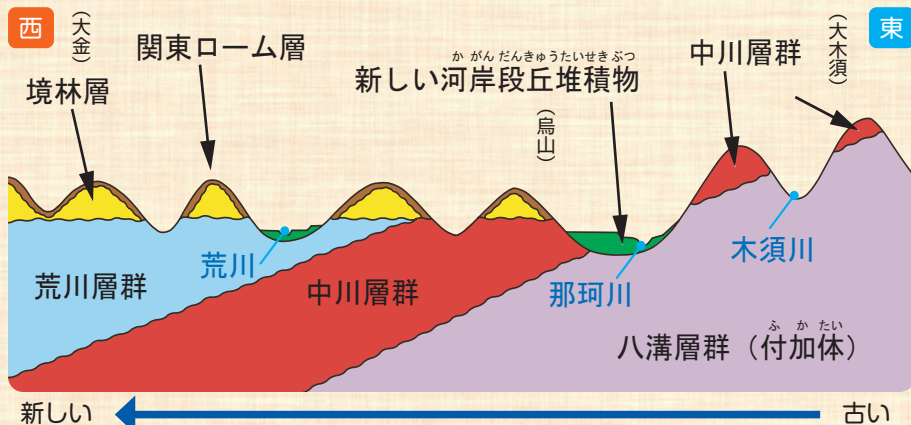 西
(大金)
関東ローム層
境林層
かがんだんきゅうたいせきぶつ
新しい河岸段丘堆積物
(烏山)
中川層群
(大木須)
東
荒川層群
荒川
中川層群
那珂川
木須川
ふかたい
八溝層群(付加体)
新しい
古い